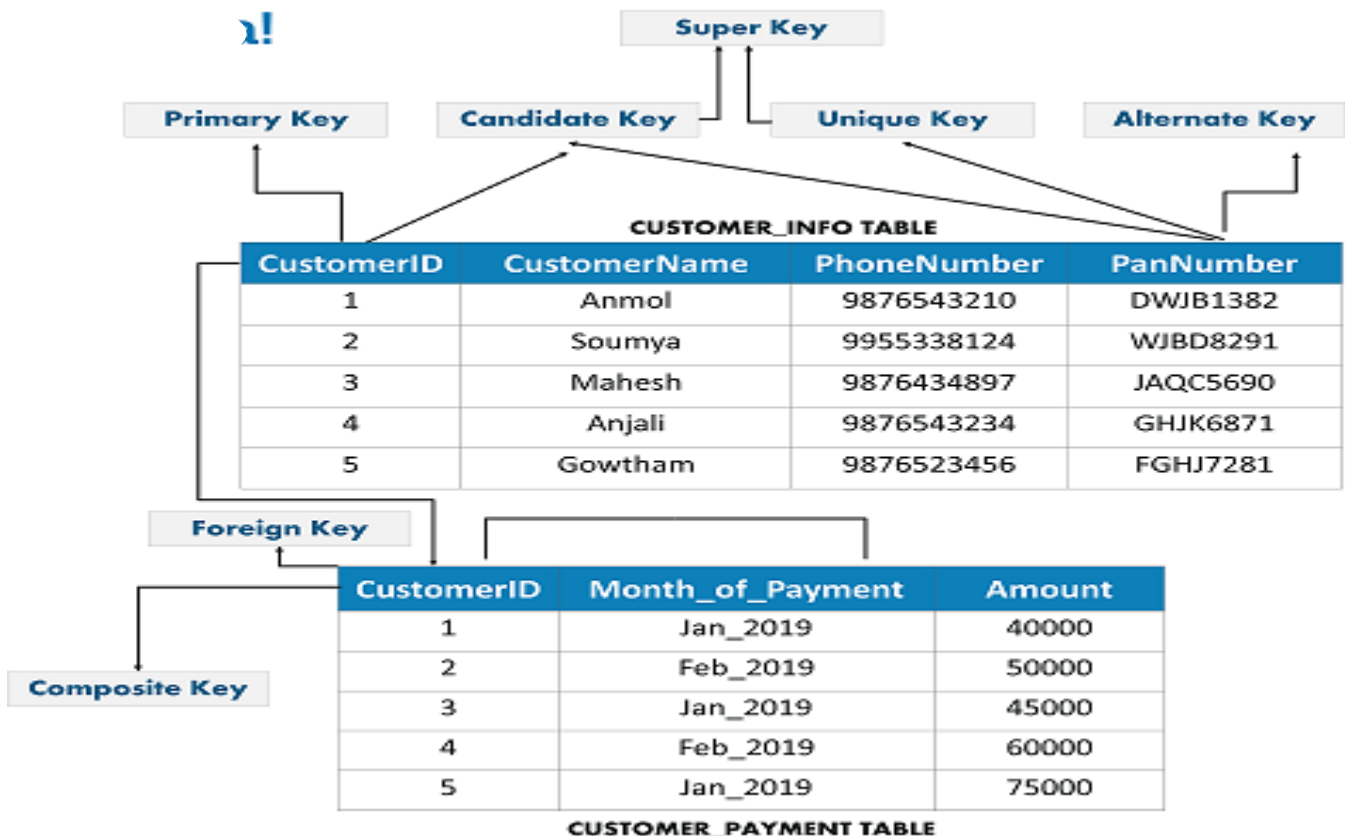 a!
Super Key
Primary Key Candidate Key Unique Key Alternate Key
CUSTOMER_INFO TABLE
CustomerID CustomerName PhoneNumber PanNumber
1 Anmol 9876543210 DWJB1382
2 Soumya 9955338124 WJBD8291
3 Mahesh 9876434897 JAQC5690
4 Anjali 9876543234 GHJK6871
5 Gowtham 9876523456 FGHJ7281
Foreign Key
CustomerID Month_of_Payment Amount
1 Jan_2019 40000
2 Feb_2019 50000
Composite Key
3 Jan_2019 45000
4 Feb_2019 60000
5 Jan_2019 75000
CUSTOMER_PAYMENT TABLE